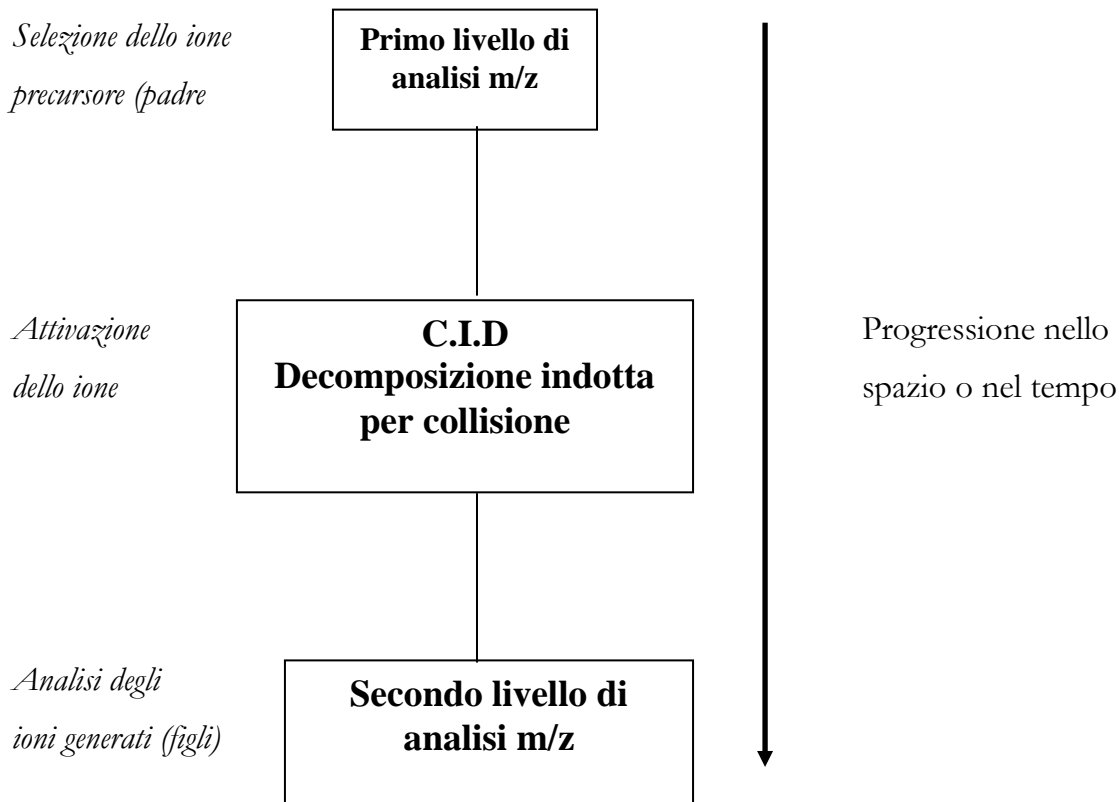 Selezione dello ione
precursore (padre
Primo livello di
analisi m/z
Attivazione
dello ione
C.I.D
Decomposizione indotta
per collisione
Progressione nello
spazio o nel tempo
Analisi degli
ioni generati (figli)
Secondo livello di
analisi m/z